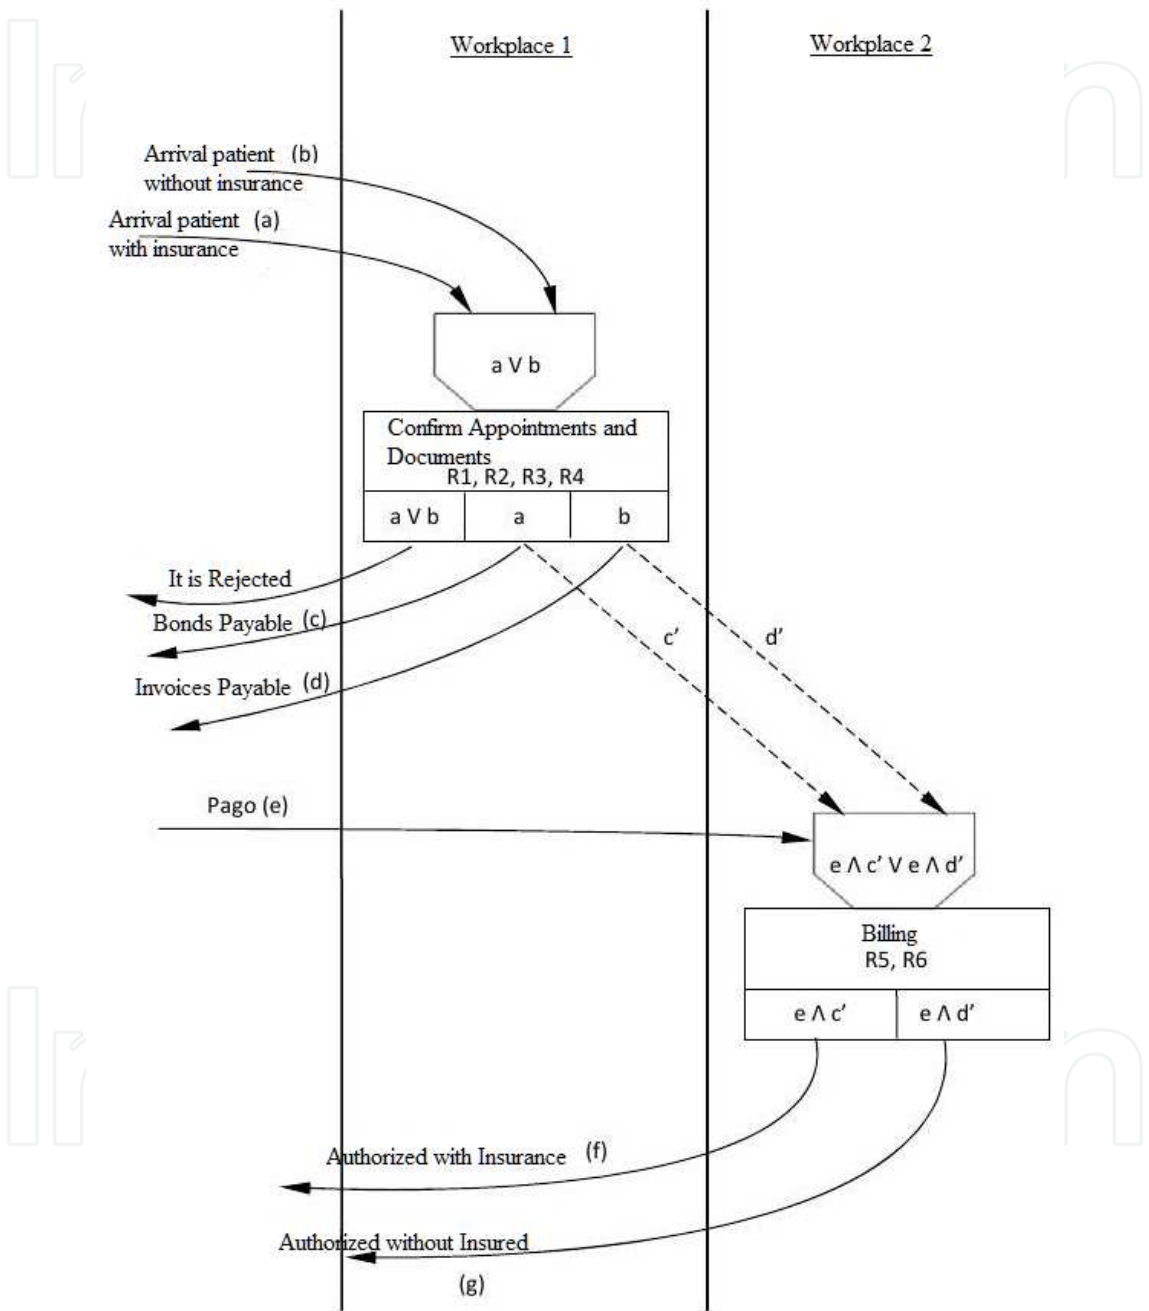 Workplace 1
Workplace 2
Arrival patient (b)
without insurance
Arrival patient (a)
with insurance
a V b
Confirm Appointments and
Documents
R1, R2, R3, R4
a V b
a
b
It is Rejected
Bonds Payable (c)
Invoices Payable (d)
c’
d’
Pago (e)
e Λ c’ V e Λ d’
Billing
R5, R6
e Λ c’
e Λ d’
Authorized with Insurance (f)
Authorized without Insured
(g)